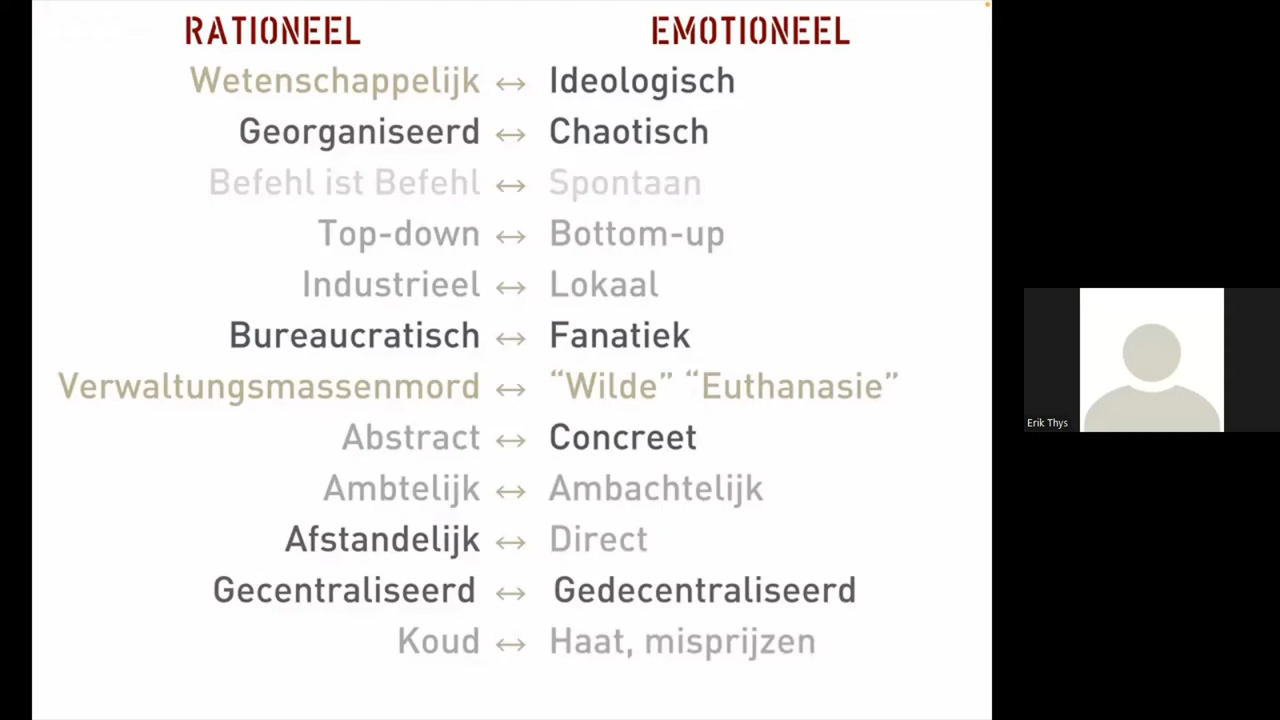 RATIONEEL EMOTIONEEL
Wetenschappelijk ↔ Ideologisch
Georganiseerd ↔ Chaotisch
Befehl ist Befehl ↔ Spontaan
Top-down ↔ Bottom-up
Industrieel ↔ Lokaal
Bureaucratisch ↔ Fanatiek
Verwaltungsmassenmord ↔ “Wilde” “Euthanasie”
Abstract ↔ Concreet
Ambtelijk ↔ Ambachtelijk
Afstandelijk ↔ Direct
Gecentraliseerd ↔ Gedecentraliseerd
Koud ↔ Haat, misprijzen
Erik Thys